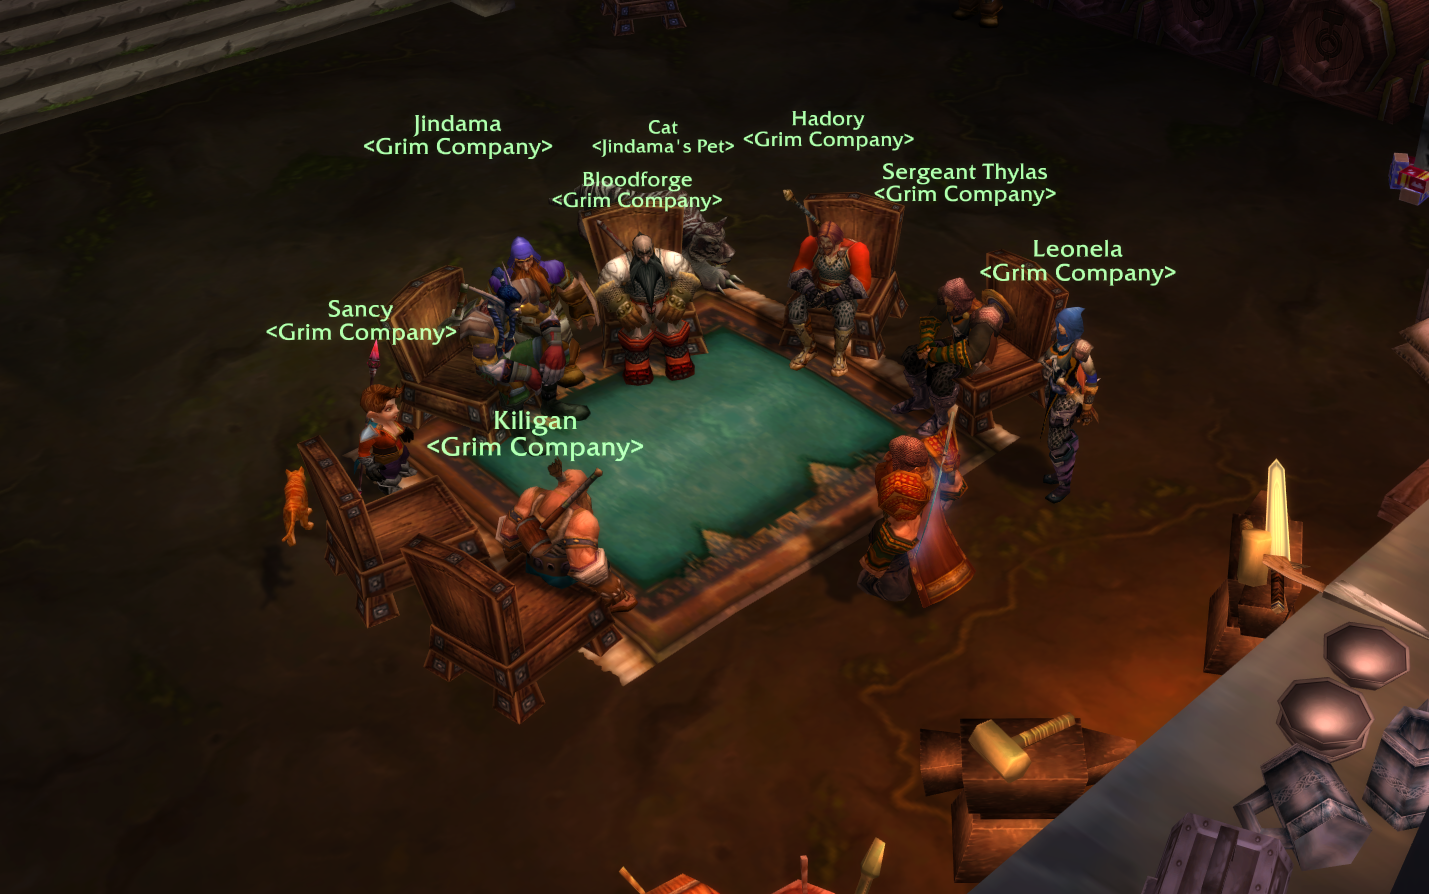 Jindama
<Grim Company>
Cat
<Jindama's Pet>
Hadory
<Grim Company>
Bloodforge
<Grim Company>
Sergeant Thylas
<Grim Company>
Leonela
<Grim Company>
Sancy
<Grim Company>
Kiligan
<Grim Company>